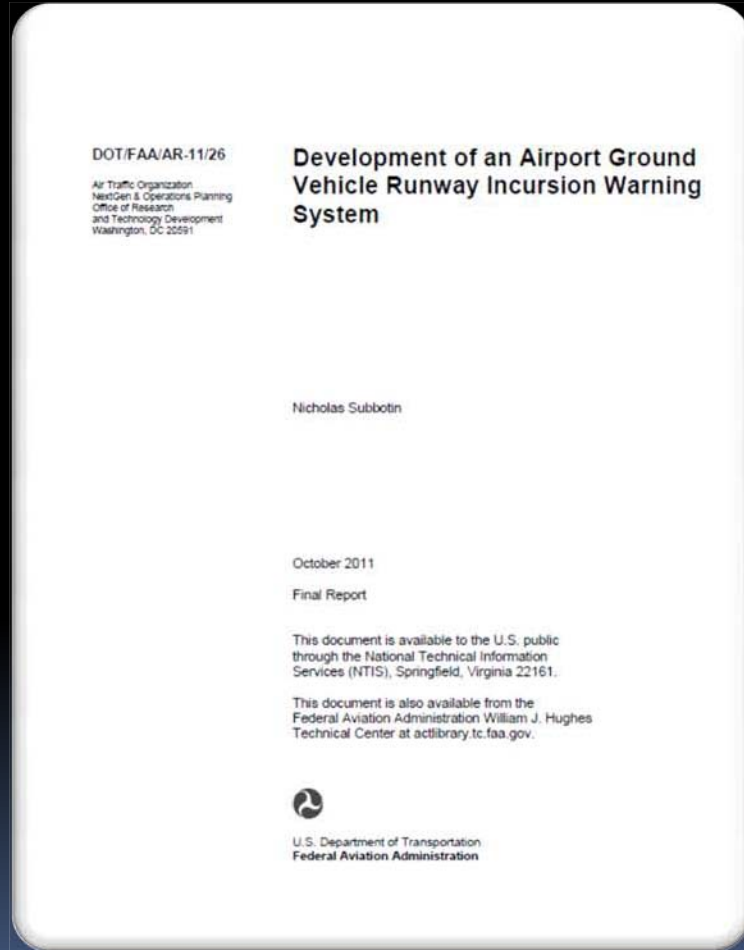 DOT/FAA/AR-11/26
Air Traffic Organization
NextGen & Operations Planning
Office of Research
and Technology Development
Washington, DC 20591
Development of an Airport Ground
Vehicle Runway Incursion Warning
System
Nicholas Subbotin
October 2011
Final Report
This document is available to the U.S. public
through the National Technical Information
Services (NTIS), Springfield, Virginia 22161.
This document is also available from the
Federal Aviation Administration William J. Hughes
Technical Center at actlibrary.tc.faa.gov.
U.S. Department of Transportation
Federal Aviation Administration